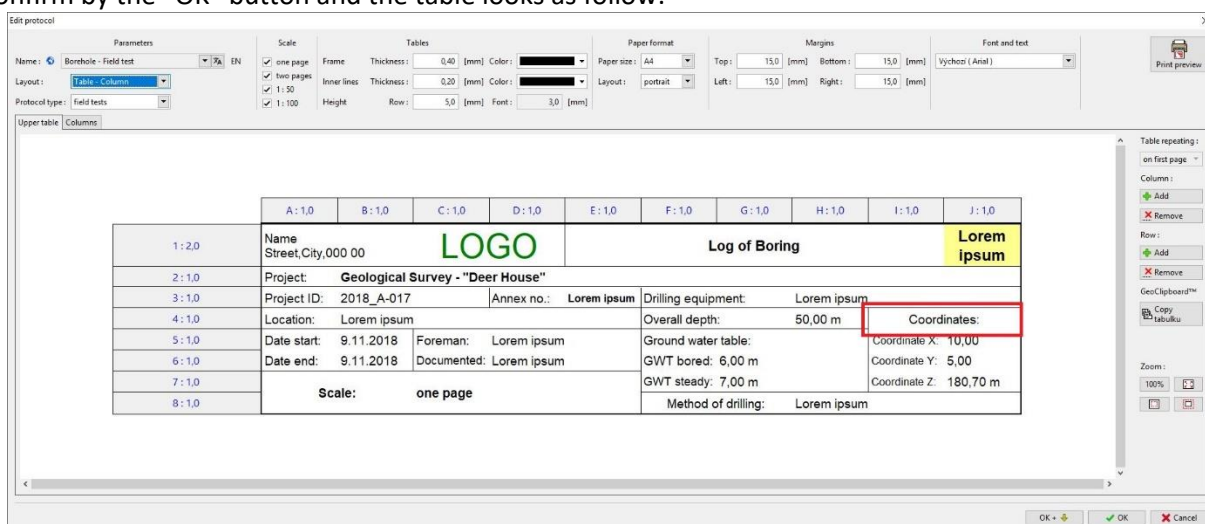 onfirm by the "OK" button and the table looks as follow:
Edit protocol
Parameters Scale Tables Paper format Margins Font and text
Name: Borehole - Field test EN one page Frame Thickness: 0,40 [mm] Color: Paper size: A4 Top: 15,0 [mm] Bottom: 15,0 [mm] Výchozí (Arial) Print preview
Layout: Table - Column two pages Inner lines Thickness: 0,20 [mm] Color: Layout: portrait Left: 15,0 [mm] Right: 15,0 [mm]
1 : 50
Protocol type: field tests 1 : 100 Height Row: 5,0 [mm] Font: 3,0 [mm]
Upper table Columns
Table repeating:
on first page
Column:
Add
Remove
Row:
Add
Remove
GeoClipboard™
Copy tabulku
Zoom:
100%
A : 1,0 B : 1,0 C : 1,0 D : 1,0 E : 1,0 F : 1,0 G : 1,0 H : 1,0 I : 1,0 J : 1,0
1 : 2,0 Name
Street,City,000 00 LOGO Log of Boring Lorem
ipsum
2 : 1,0 Project: Geological Survey - "Deer House"
3 : 1,0 Project ID: 2018_A-017 Annex no.: Lorem ipsum Drilling equipment: Lorem ipsum
4 : 1,0 Location: Lorem ipsum Overall depth: 50,00 m Coordinates:
5 : 1,0 Date start: 9.11.2018 Foreman: Lorem ipsum Ground water table: Coordinate X: 10,00
6 : 1,0 Date end: 9.11.2018 Documented: Lorem ipsum GWT bored: 6,00 m Coordinate Y: 5,00
7 : 1,0 Scale: one page GWT steady: 7,00 m Coordinate Z: 180,70 m
8 : 1,0 Method of drilling: Lorem ipsum
OK + OK Cancel